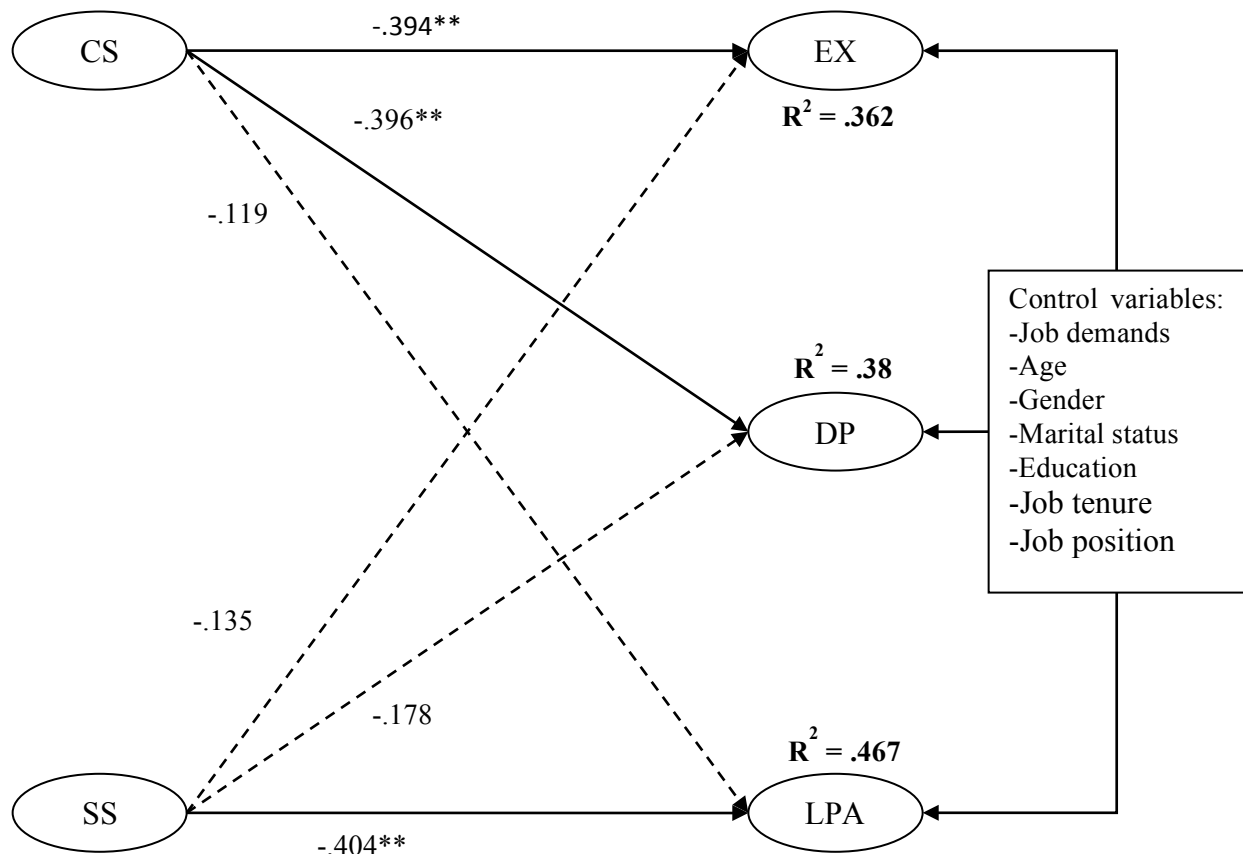 CS
-.394**
EX
R² = .362
-.396**
-.119
Control variables:
-Job demands
-Age
-Gender
-Marital status
-Education
-Job tenure
-Job position
R² = .38
DP
-.135
-.178
R² = .467
SS
LPA
-.404**